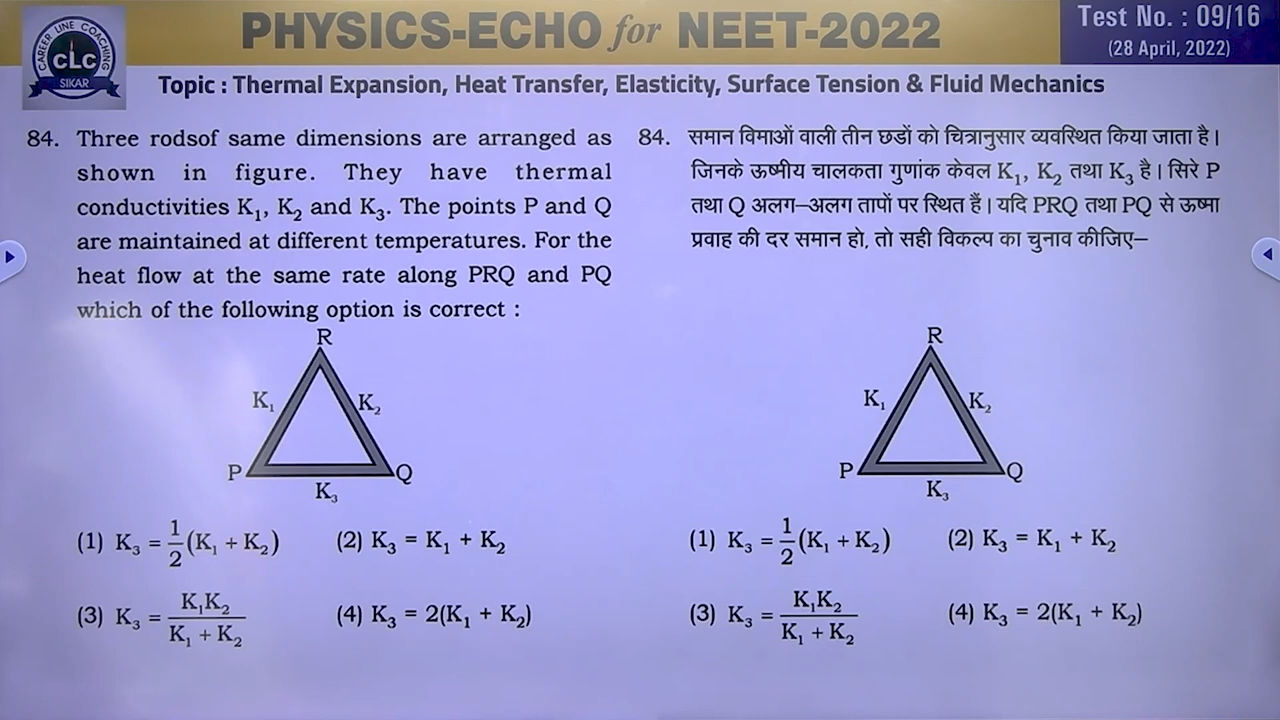 CAREER LINE COACHING
CLC
SIKAR
PHYSICS-ECHO for NEET-2022
Test No. : 09/16
(28 April, 2022)
Topic : Thermal Expansion, Heat Transfer, Elasticity, Surface Tension & Fluid Mechanics
84. Three rodsof same dimensions are arranged as
shown in figure. They have thermal
conductivities K₁, K₂ and K₃. The points P and Q
are maintained at different temperatures. For the
heat flow at the same rate along PRQ and PQ
which of the following option is correct :
R
K₁
K₂
P
Q
K₃
(1) K₃ = 1/2 (K₁ + K₂)
(2) K₃ = K₁ + K₂
(3) K₃ = K₁K₂ / K₁ + K₂
(4) K₃ = 2(K₁ + K₂)
84. समान विमाओं वाली तीन छडों को चित्रानुसार व्यवस्थित किया जाता है।
जिनके ऊष्मीय चालकता गुणांक केवल K₁, K₂ तथा K₃ है। सिरे P
तथा Q अलग–अलग तापों पर स्थित हैं। यदि PRQ तथा PQ से ऊष्मा
प्रवाह की दर समान हो, तो सही विकल्प का चुनाव कीजिए–
R
K₁
K₂
P
Q
K₃
(1) K₃ = 1/2 (K₁ + K₂)
(2) K₃ = K₁ + K₂
(3) K₃ = K₁K₂ / K₁ + K₂
(4) K₃ = 2(K₁ + K₂)